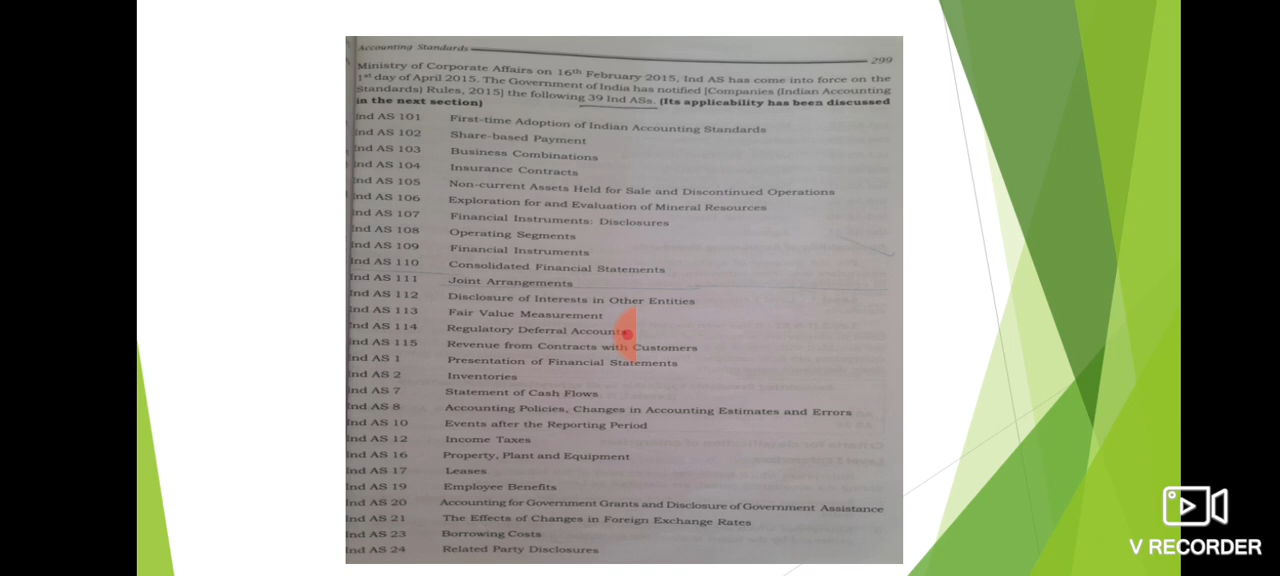 Accounting Standards 299
Ministry of Corporate Affairs on 16th February 2015, Ind AS has come into force on the
1st day of April 2015. The Government of India has notified [Companies (Indian Accounting
Standards) Rules, 2015] the following 39 Ind ASs. (Its applicability has been discussed
in the next section)
Ind AS 101 First-time Adoption of Indian Accounting Standards
Ind AS 102 Share-based Payment
Ind AS 103 Business Combinations
Ind AS 104 Insurance Contracts
Ind AS 105 Non-current Assets Held for Sale and Discontinued Operations
Ind AS 106 Exploration for and Evaluation of Mineral Resources
Ind AS 107 Financial Instruments: Disclosures
Ind AS 108 Operating Segments
Ind AS 109 Financial Instruments
Ind AS 110 Consolidated Financial Statements
Ind AS 111 Joint Arrangements
Ind AS 112 Disclosure of Interests in Other Entities
Ind AS 113 Fair Value Measurement
Ind AS 114 Regulatory Deferral Accounts
Ind AS 115 Revenue from Contracts with Customers
Ind AS 1 Presentation of Financial Statements
Ind AS 2 Inventories
Ind AS 7 Statement of Cash Flows
Ind AS 8 Accounting Policies, Changes in Accounting Estimates and Errors
Ind AS 10 Events after the Reporting Period
Ind AS 12 Income Taxes
Ind AS 16 Property, Plant and Equipment
Ind AS 17 Leases
Ind AS 19 Employee Benefits
Ind AS 20 Accounting for Government Grants and Disclosure of Government Assistance
Ind AS 21 The Effects of Changes in Foreign Exchange Rates
Ind AS 23 Borrowing Costs
Ind AS 24 Related Party Disclosures
V RECORDER